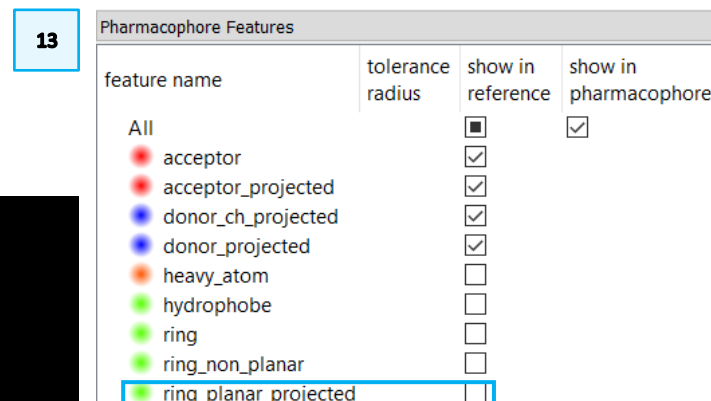 13
Pharmacophore Features
feature name
tolerance radius
show in reference
show in pharmacophore
All
acceptor
acceptor_projected
donor_ch_projected
donor_projected
heavy_atom
hydrophobe
ring
ring_non_planar
ring_planar_projected